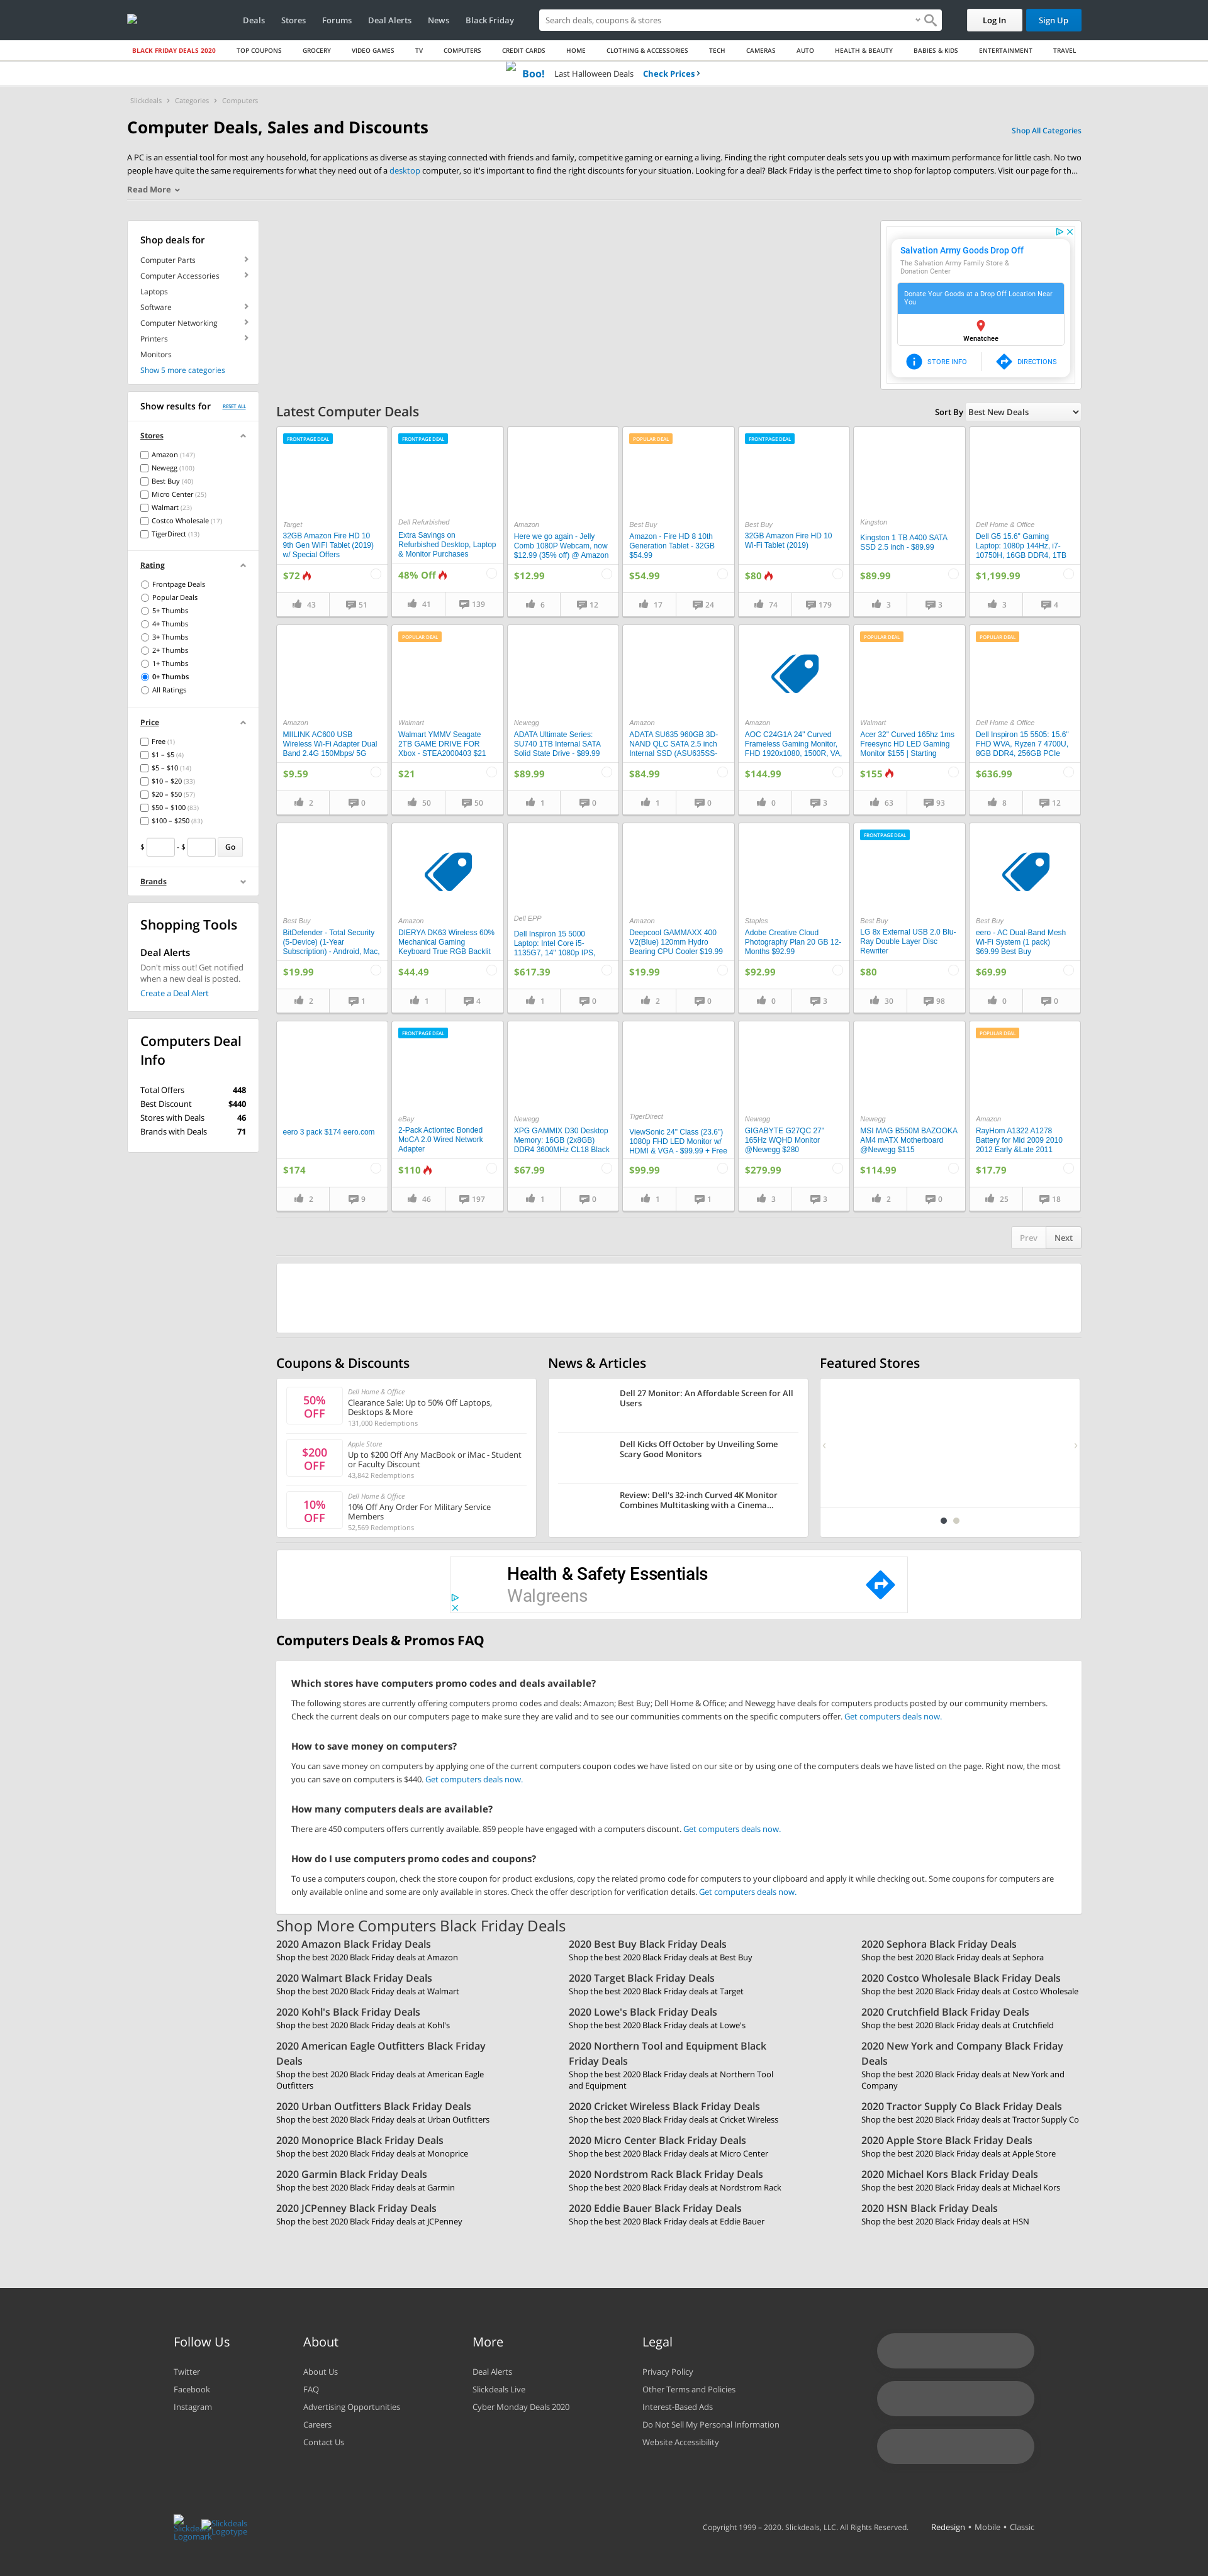 Deals Stores Forums Deal Alerts News Black Friday Search deals, coupons & stores Log In Sign Up
BLACK FRIDAY DEALS 2020 TOP COUPONS GROCERY VIDEO GAMES TV COMPUTERS CREDIT CARDS HOME CLOTHING & ACCESSORIES TECH CAMERAS AUTO HEALTH & BEAUTY BABIES & KIDS ENTERTAINMENT TRAVEL
Boo! Last Halloween Deals Check Prices
Slickdeals Categories Computers
Computer Deals, Sales and Discounts
Shop All Categories
A PC is an essential tool for most any household, for applications as diverse as staying connected with friends and family, competitive gaming or earning a living. Finding the right computer deals sets you up with maximum performance for little cash. No two
people have quite the same requirements for what they need out of a desktop computer, so it's important to find the right discounts for your situation. Looking for a deal? Black Friday is the perfect time to shop for laptop computers. Visit our page for th...
Read More
Shop deals for
Computer Parts
Computer Accessories
Laptops
Software
Computer Networking
Printers
Monitors
Show 5 more categories
Salvation Army Goods Drop Off
The Salvation Army Family Store &
Donation Center
Donate Your Goods at a Drop Off Location Near
You
Wenatchee
STORE INFO DIRECTIONS
Show results for RESET ALL
Stores
Amazon (147)
Newegg (100)
Best Buy (40)
Micro Center (25)
Walmart (23)
Costco Wholesale (17)
TigerDirect (13)
Rating
Frontpage Deals
Popular Deals
5+ Thumbs
4+ Thumbs
3+ Thumbs
2+ Thumbs
1+ Thumbs
0+ Thumbs
All Ratings
Price
Free (1)
$1 – $5 (4)
$5 – $10 (14)
$10 – $20 (33)
$20 – $50 (57)
$50 – $100 (83)
$100 – $250 (83)
$ - $ Go
Brands
Shopping Tools
Deal Alerts
Don't miss out! Get notified
when a new deal is posted.
Create a Deal Alert
Computers Deal
Info
Total Offers 448
Best Discount $440
Stores with Deals 46
Brands with Deals 71
Latest Computer Deals
Sort By Best New Deals
FRONTPAGE DEAL
Target
32GB Amazon Fire HD 10
9th Gen WIFI Tablet (2019)
w/ Special Offers
$72
43 51
FRONTPAGE DEAL
Dell Refurbished
Extra Savings on
Refurbished Desktop, Laptop
& Monitor Purchases
48% Off
41 139
Amazon
Here we go again - Jelly
Comb 1080P Webcam, now
$12.99 (35% off) @ Amazon
$12.99
6 12
POPULAR DEAL
Best Buy
Amazon - Fire HD 8 10th
Generation Tablet - 32GB
$54.99
$54.99
17 24
FRONTPAGE DEAL
Best Buy
32GB Amazon Fire HD 10
Wi-Fi Tablet (2019)
$80
74 179
Kingston
Kingston 1 TB A400 SATA
SSD 2.5 inch - $89.99
$89.99
3 3
Dell Home & Office
Dell G5 15.6" Gaming
Laptop: 1080p 144Hz, i7-
10750H, 16GB DDR4, 1TB
$1,199.99
3 4
Amazon
MIILINK AC600 USB
Wireless Wi-Fi Adapter Dual
Band 2.4G 150Mbps/ 5G
$9.59
2 0
POPULAR DEAL
Walmart
Walmart YMMV Seagate
2TB GAME DRIVE FOR
Xbox - STEA2000403 $21
$21
50 50
Newegg
ADATA Ultimate Series:
SU740 1TB Internal SATA
Solid State Drive - $89.99
$89.99
1 0
Amazon
ADATA SU635 960GB 3D-
NAND QLC SATA 2.5 inch
Internal SSD (ASU635SS-
$84.99
1 0
Amazon
AOC C24G1A 24" Curved
Frameless Gaming Monitor,
FHD 1920x1080, 1500R, VA,
$144.99
0 3
POPULAR DEAL
Walmart
Acer 32" Curved 165hz 1ms
Freesync HD LED Gaming
Monitor $155 | Starting
$155
63 93
POPULAR DEAL
Dell Home & Office
Dell Inspiron 15 5505: 15.6"
FHD WVA, Ryzen 7 4700U,
8GB DDR4, 256GB PCIe
$636.99
8 12
Best Buy
BitDefender - Total Security
(5-Device) (1-Year
Subscription) - Android, Mac,
$19.99
2 1
Amazon
DIERYA DK63 Wireless 60%
Mechanical Gaming
Keyboard True RGB Backlit
$44.49
1 4
Dell EPP
Dell Inspiron 15 5000
Laptop: Intel Core i5-
1135G7, 14" 1080p IPS,
$617.39
1 0
Amazon
Deepcool GAMMAXX 400
V2(Blue) 120mm Hydro
Bearing CPU Cooler $19.99
$19.99
2 0
Staples
Adobe Creative Cloud
Photography Plan 20 GB 12-
Months $92.99
$92.99
0 3
FRONTPAGE DEAL
Best Buy
LG 8x External USB 2.0 Blu-
Ray Double Layer Disc
Rewriter
$80
30 98
Best Buy
eero - AC Dual-Band Mesh
Wi-Fi System (1 pack)
$69.99 Best Buy
$69.99
0 0
eero 3 pack $174 eero.com
$174
2 9
FRONTPAGE DEAL
eBay
2-Pack Actiontec Bonded
MoCA 2.0 Wired Network
Adapter
$110
46 197
Newegg
XPG GAMMIX D30 Desktop
Memory: 16GB (2x8GB)
DDR4 3600MHz CL18 Black
$67.99
1 0
TigerDirect
ViewSonic 24" Class (23.6")
1080p FHD LED Monitor w/
HDMI & VGA - $99.99 + Free
$99.99
1 1
Newegg
GIGABYTE G27QC 27"
165Hz WQHD Monitor
@Newegg $280
$279.99
3 3
Newegg
MSI MAG B550M BAZOOKA
AM4 mATX Motherboard
@Newegg $115
$114.99
2 0
POPULAR DEAL
Amazon
RayHom A1322 A1278
Battery for Mid 2009 2010
2012 Early &Late 2011
$17.79
25 18
Prev Next
Coupons & Discounts
50%
OFF
Dell Home & Office
Clearance Sale: Up to 50% Off Laptops,
Desktops & More
131,000 Redemptions
$200
OFF
Apple Store
Up to $200 Off Any MacBook or iMac - Student
or Faculty Discount
43,842 Redemptions
10%
OFF
Dell Home & Office
10% Off Any Order For Military Service
Members
52,569 Redemptions
News & Articles
Dell 27 Monitor: An Affordable Screen for All
Users
Dell Kicks Off October by Unveiling Some
Scary Good Monitors
Review: Dell's 32-inch Curved 4K Monitor
Combines Multitasking with a Cinema...
Featured Stores
Health & Safety Essentials
Walgreens
Computers Deals & Promos FAQ
Which stores have computers promo codes and deals available?
The following stores are currently offering computers promo codes and deals: Amazon; Best Buy; Dell Home & Office; and Newegg have deals for computers products posted by our community members.
Check the current deals on our computers page to make sure they are valid and to see our communities comments on the specific computers offer. Get computers deals now.
How to save money on computers?
You can save money on computers by applying one of the current computers coupon codes we have listed on our site or by using one of the computers deals we have listed on the page. Right now, the most
you can save on computers is $440. Get computers deals now.
How many computers deals are available?
There are 450 computers offers currently available. 859 people have engaged with a computers discount. Get computers deals now.
How do I use computers promo codes and coupons?
To use a computers coupon, check the store coupon for product exclusions, copy the related promo code for computers to your clipboard and apply it while checking out. Some coupons for computers are
only available online and some are only available in stores. Check the offer description for verification details. Get computers deals now.
Shop More Computers Black Friday Deals
2020 Amazon Black Friday Deals
Shop the best 2020 Black Friday deals at Amazon
2020 Best Buy Black Friday Deals
Shop the best 2020 Black Friday deals at Best Buy
2020 Sephora Black Friday Deals
Shop the best 2020 Black Friday deals at Sephora
2020 Walmart Black Friday Deals
Shop the best 2020 Black Friday deals at Walmart
2020 Target Black Friday Deals
Shop the best 2020 Black Friday deals at Target
2020 Costco Wholesale Black Friday Deals
Shop the best 2020 Black Friday deals at Costco Wholesale
2020 Kohl's Black Friday Deals
Shop the best 2020 Black Friday deals at Kohl's
2020 Lowe's Black Friday Deals
Shop the best 2020 Black Friday deals at Lowe's
2020 Crutchfield Black Friday Deals
Shop the best 2020 Black Friday deals at Crutchfield
2020 American Eagle Outfitters Black Friday
Deals
Shop the best 2020 Black Friday deals at American Eagle
Outfitters
2020 Northern Tool and Equipment Black
Friday Deals
Shop the best 2020 Black Friday deals at Northern Tool
and Equipment
2020 New York and Company Black Friday
Deals
Shop the best 2020 Black Friday deals at New York and
Company
2020 Urban Outfitters Black Friday Deals
Shop the best 2020 Black Friday deals at Urban Outfitters
2020 Cricket Wireless Black Friday Deals
Shop the best 2020 Black Friday deals at Cricket Wireless
2020 Tractor Supply Co Black Friday Deals
Shop the best 2020 Black Friday deals at Tractor Supply Co
2020 Monoprice Black Friday Deals
Shop the best 2020 Black Friday deals at Monoprice
2020 Micro Center Black Friday Deals
Shop the best 2020 Black Friday deals at Micro Center
2020 Apple Store Black Friday Deals
Shop the best 2020 Black Friday deals at Apple Store
2020 Garmin Black Friday Deals
Shop the best 2020 Black Friday deals at Garmin
2020 Nordstrom Rack Black Friday Deals
Shop the best 2020 Black Friday deals at Nordstrom Rack
2020 Michael Kors Black Friday Deals
Shop the best 2020 Black Friday deals at Michael Kors
2020 JCPenney Black Friday Deals
Shop the best 2020 Black Friday deals at JCPenney
2020 Eddie Bauer Black Friday Deals
Shop the best 2020 Black Friday deals at Eddie Bauer
2020 HSN Black Friday Deals
Shop the best 2020 Black Friday deals at HSN
Follow Us
Twitter
Facebook
Instagram
About
About Us
FAQ
Advertising Opportunities
Careers
Contact Us
More
Deal Alerts
Slickdeals Live
Cyber Monday Deals 2020
Legal
Privacy Policy
Other Terms and Policies
Interest-Based Ads
Do Not Sell My Personal Information
Website Accessibility
Slickdeals
Logomark
Slickdeals
Logotype
Copyright 1999 – 2020. Slickdeals, LLC. All Rights Reserved. Redesign • Mobile • Classic